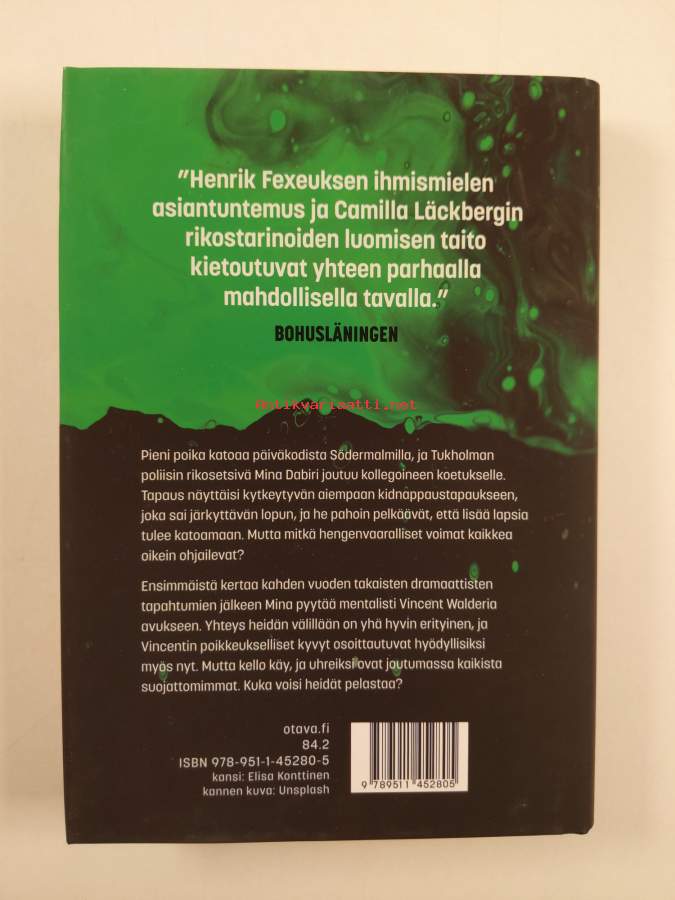 ”Henrik Fexeuksen ihmismielen
asiantuntemus ja Camilla Läckbergin
rikostarinoiden luomisen taito
kietoutuvat yhteen parhaalla
mahdollisella tavalla.”
BOHUSLÄNINGEN
Antikvariaatti.net
Pieni poika katoaa päiväkodista Södermalmilla, ja Tukholman
poliisin rikosetsivä Mina Dabiri joutuu kollegoineen koetukselle.
Tapaus näyttäisi kytkeytyvän aiempaan kidnappaustapaukseen,
joka sai järkyttävän lopun, ja he pahoin pelkäävät, että lisää lapsia
tulee katoamaan. Mutta mitkä hengenvaaralliset voimat kaikkea
oikein ohjailevat?
Ensimmäistä kertaa kahden vuoden takaisten dramaattisten
tapahtumien jälkeen Mina pyytää mentalisti Vincent Walderia
avukseen. Yhteys heidän välillään on yhä hyvin erityinen, ja
Vincentin poikkeukselliset kyvyt osoittautuvat hyödyllisiksi
myös nyt. Mutta kello käy, ja uhreiksi ovat joutumassa kaikista
suojattomimmat. Kuka voisi heidät pelastaa?
otava.fi
84.2
ISBN 978-951-1-45280-5
kansi: Elisa Konttinen
kannen kuva: Unsplash
9 789511 452805